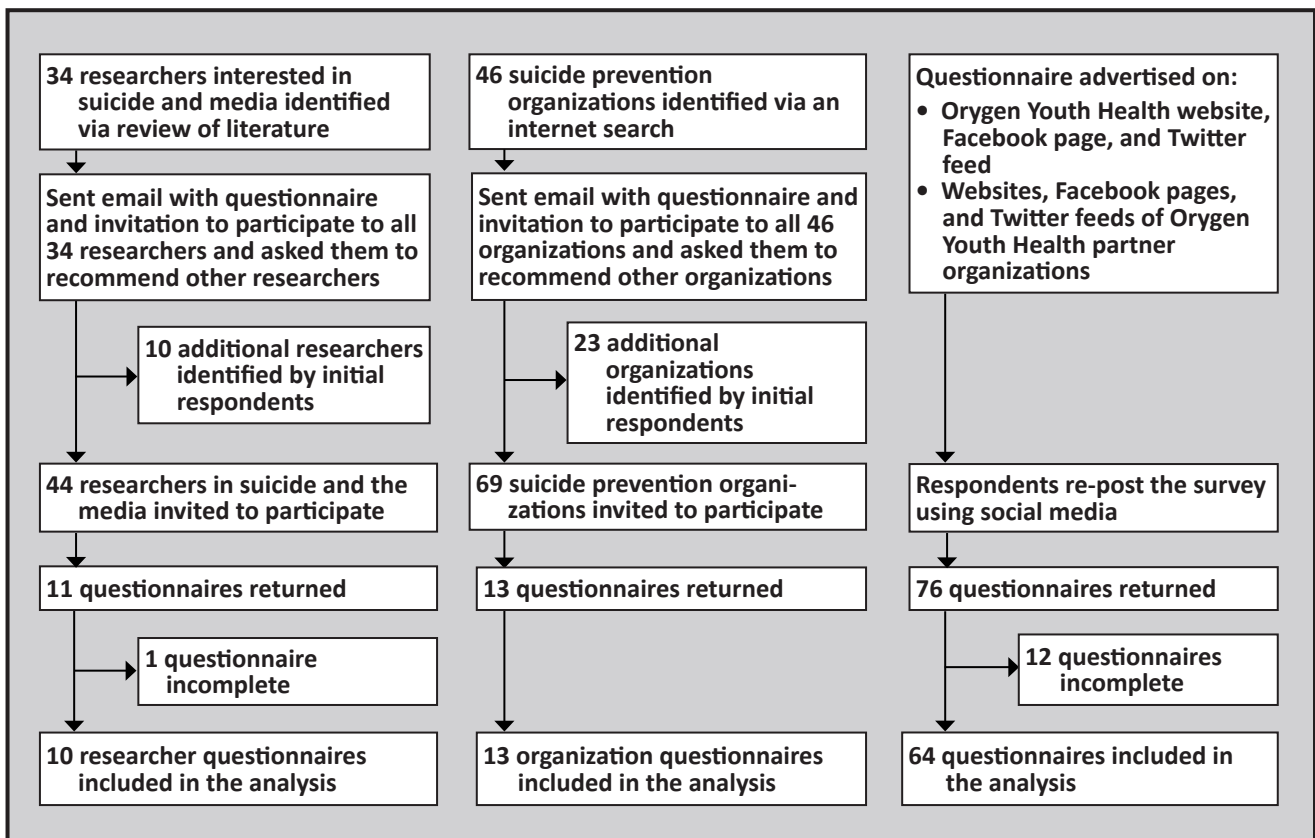 34 researchers interested in
suicide and media identified
via review of literature
Sent email with questionnaire
and invitation to participate to all
34 researchers and asked them to
recommend other researchers
10 additional researchers
identified by initial
respondents
44 researchers in suicide and the
media invited to participate
11 questionnaires returned
1 questionnaire
incomplete
10 researcher questionnaires
included in the analysis
46 suicide prevention
organizations identified via an
internet search
Sent email with questionnaire and
invitation to participate to all 46
organizations and asked them to
recommend other organizations
23 additional
organizations
identified by initial
respondents
69 suicide prevention organi-
zations invited to participate
13 questionnaires returned
13 organization questionnaires
included in the analysis
Questionnaire advertised on:
• Orygen Youth Health website,
Facebook page, and Twitter
feed
• Websites, Facebook pages,
and Twitter feeds of Orygen
Youth Health partner
organizations
Respondents re-post the survey
using social media
76 questionnaires returned
12 questionnaires
incomplete
64 questionnaires included in
the analysis